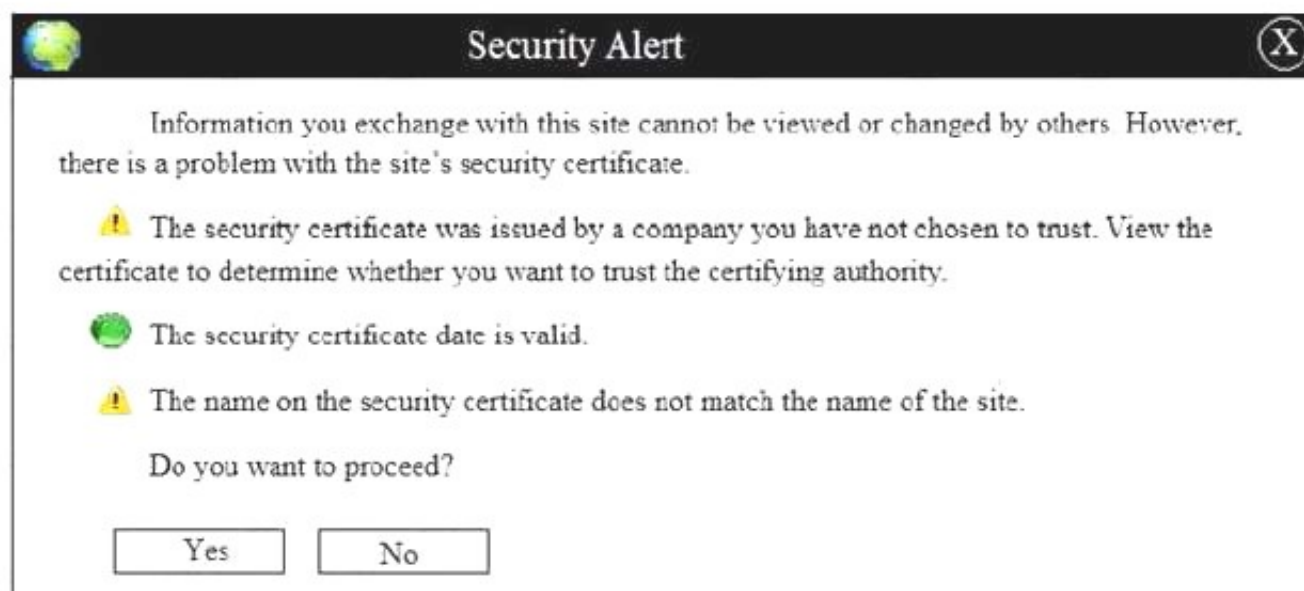 Security Alert
X
Information you exchange with this site cannot be viewed or changed by others. However,
there is a problem with the site's security certificate.
The security certificate was issued by a company you have not chosen to trust. View the
certificate to determine whether you want to trust the certifying authority.
The security certificate date is valid.
The name on the security certificate does not match the name of the site.
Do you want to proceed?
Yes No